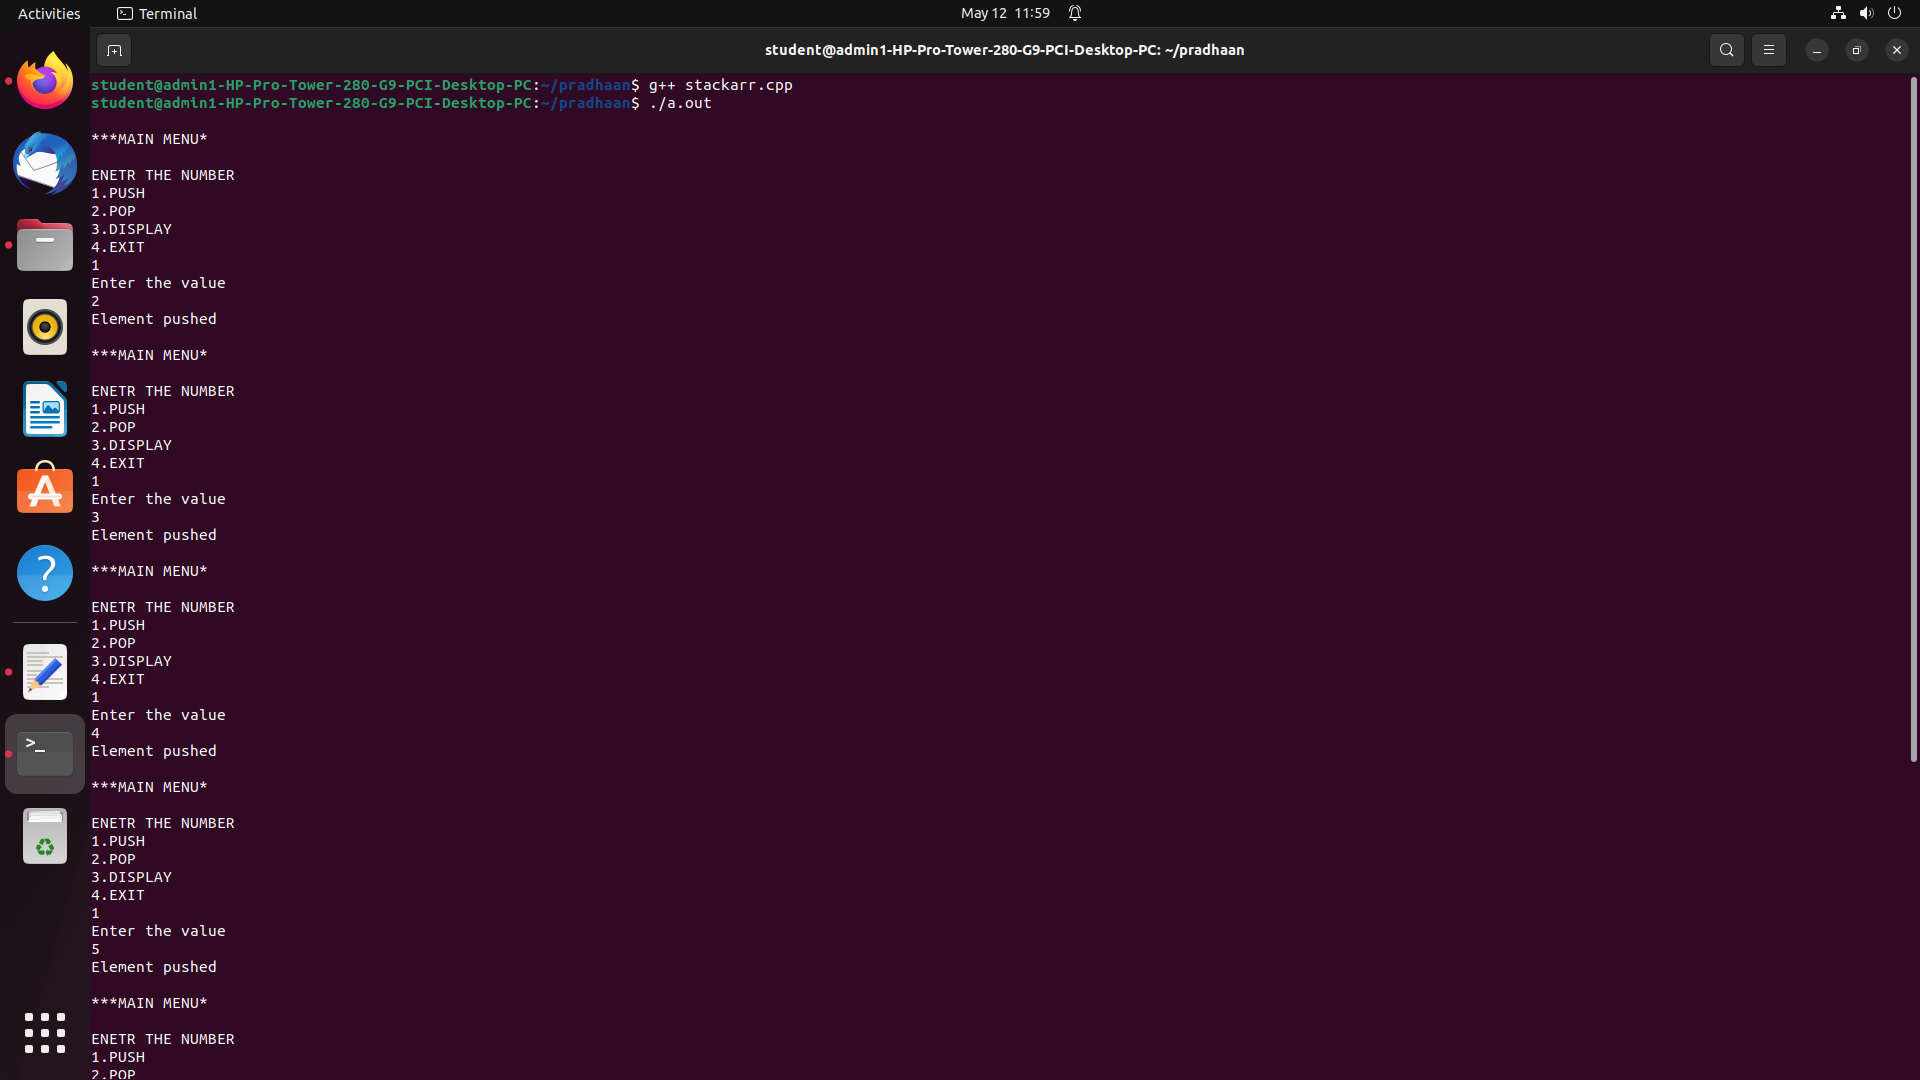 Activities
Terminal
May 12 11:59
student@admin1-HP-Pro-Tower-280-G9-PCI-Desktop-PC: ~/pradhaan
student@admin1-HP-Pro-Tower-280-G9-PCI-Desktop-PC:~/pradhaan$ g++ stackarr.cpp
student@admin1-HP-Pro-Tower-280-G9-PCI-Desktop-PC:~/pradhaan$ ./a.out
***MAIN MENU*
ENETR THE NUMBER
1.PUSH
2.POP
3.DISPLAY
4.EXIT
1
Enter the value
2
Element pushed
***MAIN MENU*
ENETR THE NUMBER
1.PUSH
2.POP
3.DISPLAY
4.EXIT
1
Enter the value
3
Element pushed
***MAIN MENU*
ENETR THE NUMBER
1.PUSH
2.POP
3.DISPLAY
4.EXIT
1
Enter the value
4
Element pushed
***MAIN MENU*
ENETR THE NUMBER
1.PUSH
2.POP
3.DISPLAY
4.EXIT
1
Enter the value
5
Element pushed
***MAIN MENU*
ENETR THE NUMBER
1.PUSH
2.POP